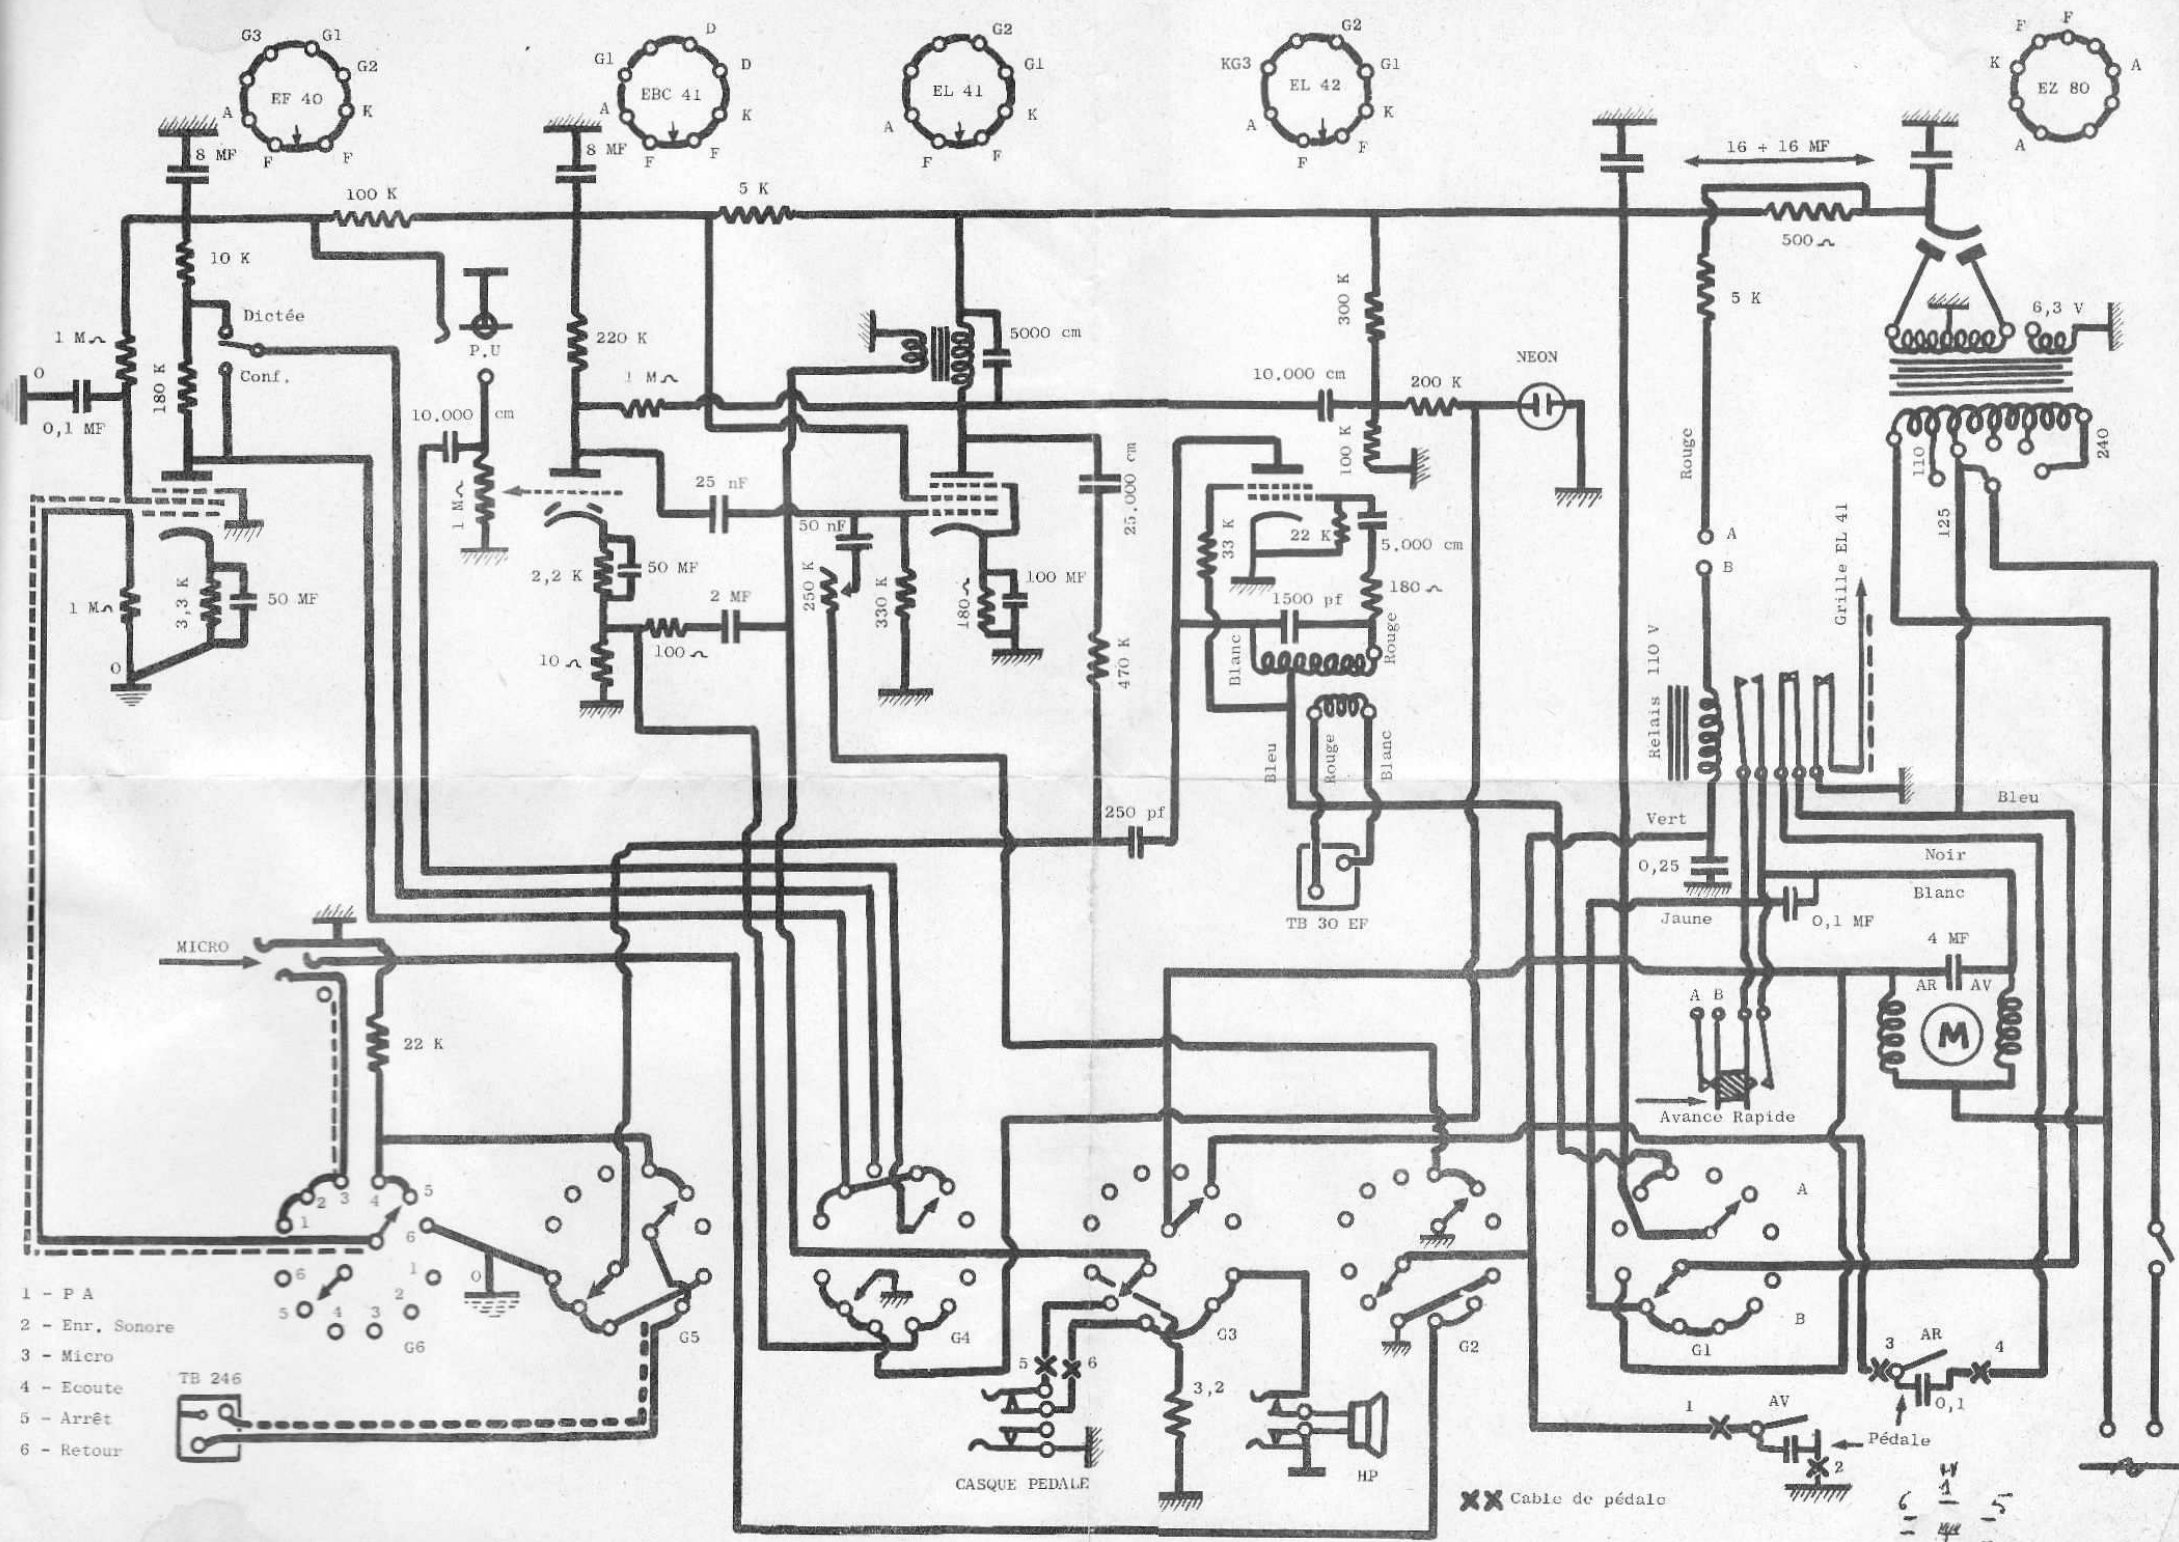 G3 G1 G2 K F F A
EF 40
G1 D D K F F A
EBC 41
G2 G1 K F F A
EL 41
KG3 G2 G1 K F F A
EL 42
F F A A K
EZ 80
8 MF
8 MF
16 + 16 MF
100 K
5 K
500 Ω
10 K
Dictée
Conf.
1 MΩ
180 K
O
0,1 MF
P.U
10.000 cm
1 MΩ
220 K
1 MΩ
5000 cm
300 K
10.000 cm
200 K
NEON
100 K
5 K
Rouge
6,3 V
110
125
240
A
B
25 nF
50 nF
25.000 cm
33 K
22 K
5.000 cm
180 Ω
1500 pf
Grille EL 41
1 MΩ
3,3 K
50 MF
O
2,2 K
50 MF
2 MF
250 K
330 K
180 Ω
100 MF
10 Ω
100 Ω
470 K
Blanc
Rouge
Bleu
Rouge
Blanc
Relais 110 V
250 pf
Vert
Bleu
0,25
Noir
Blanc
Jaune
0,1 MF
TB 30 EF
MICRO
4 MF
AR AV
M
A B
22 K
Avance Rapide
1 2 3 4 5 6
O
A
6 1
5 4 3 2
G6
G5
G4
G3
G2
G1
B
1 - P A
2 - Enr. Sonore
3 - Micro
4 - Ecoute
5 - Arrêt
6 - Retour
TB 246
5 6
3,2
3 AR 4
0,1
1 AV
Pédale
2
CASQUE PEDALE
HP
Cable de pédale
1
6 5